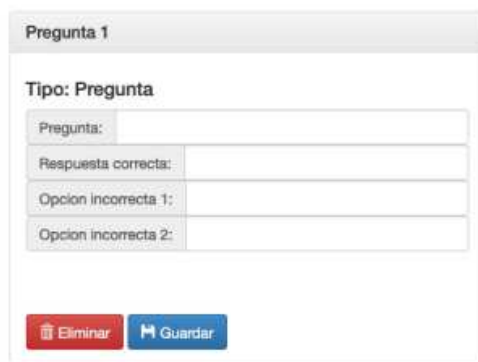 Pregunta 1
Tipo: Pregunta
Pregunta:
Respuesta correcta:
Opcion incorrecta 1:
Opcion incorrecta 2:
Eliminar Guardar